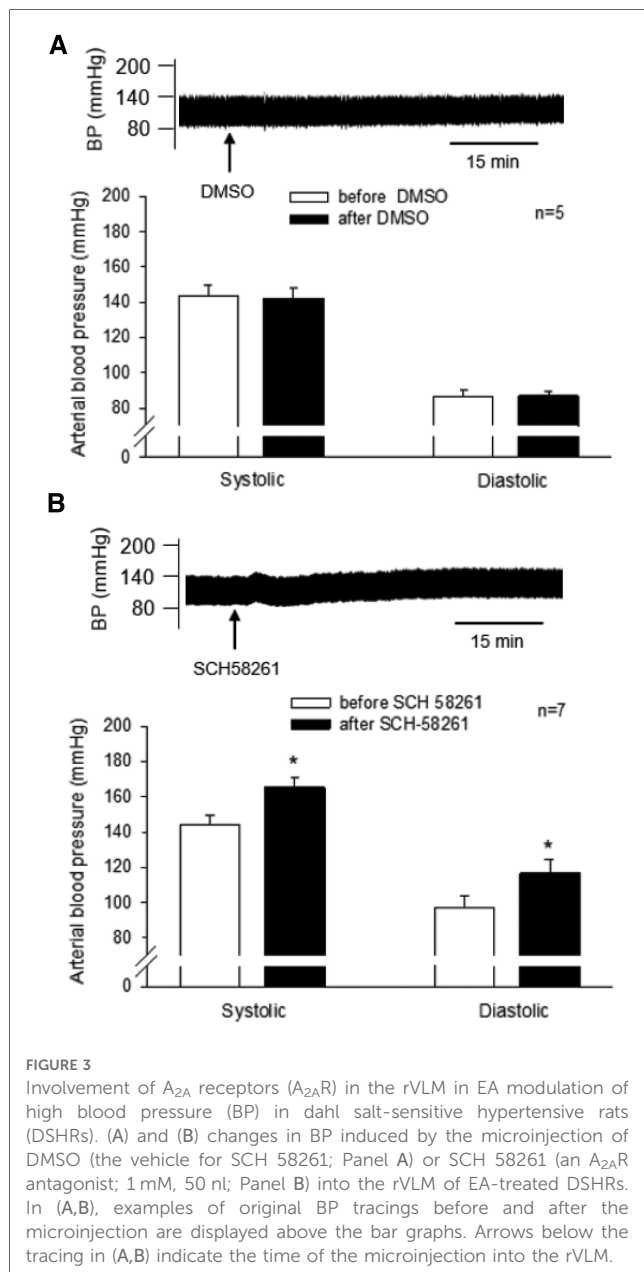 A
200
140
80
BP (mmHg)
DMSO
15 min
before DMSO
after DMSO
n=5
200
180
160
140
120
100
80
0
Arterial blood pressure (mmHg)
Systolic
Diastolic
B
200
140
80
BP (mmHg)
SCH58261
15 min
before SCH 58261
after SCH-58261
n=7
200
180
160
140
120
100
80
0
Arterial blood pressure (mmHg)
*
*
Systolic
Diastolic
FIGURE 3
Involvement of A2A receptors (A2AR) in the rVLM in EA modulation of
high blood pressure (BP) in dahl salt-sensitive hypertensive rats
(DSHRs). (A) and (B) changes in BP induced by the microinjection of
DMSO (the vehicle for SCH 58261; Panel A) or SCH 58261 (an A2AR
antagonist; 1 mM, 50 nl; Panel B) into the rVLM of EA-treated DSHRs.
In (A,B), examples of original BP tracings before and after the
microinjection are displayed above the bar graphs. Arrows below the
tracing in (A,B) indicate the time of the microinjection into the rVLM.